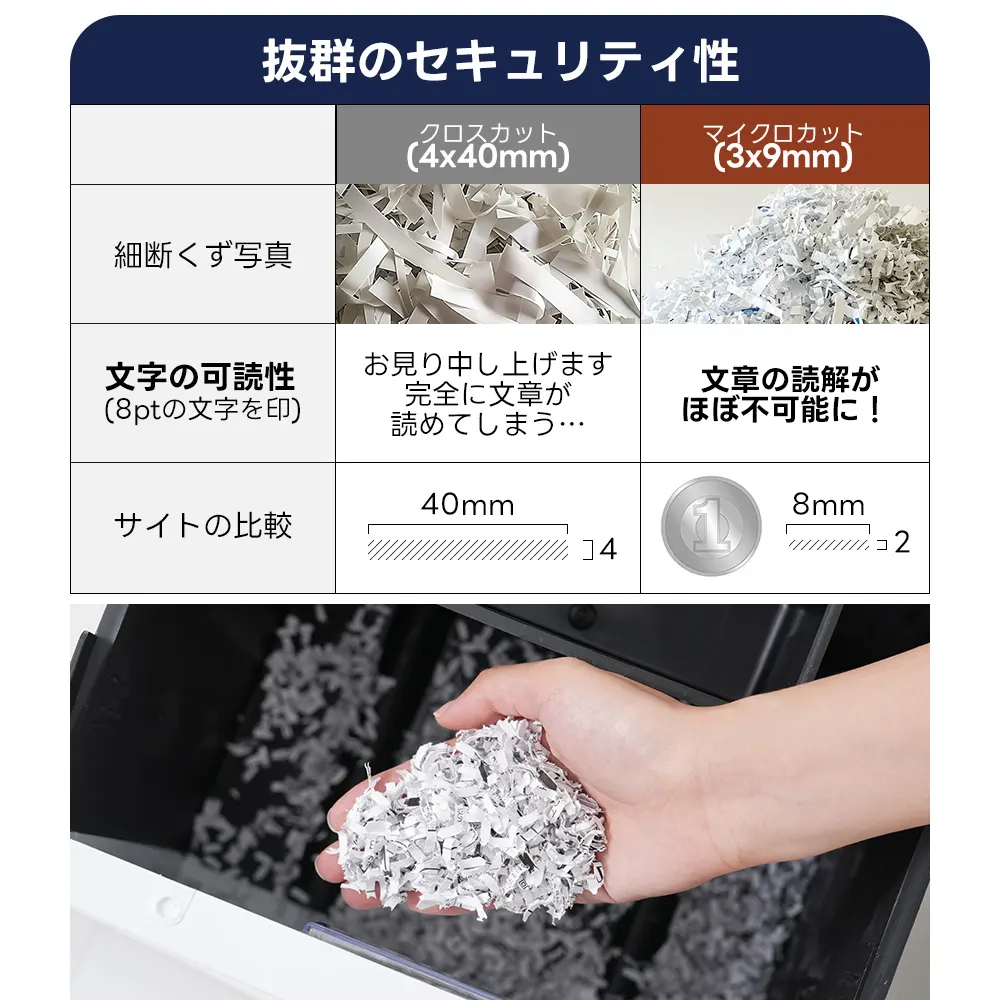 抜群のセキュリティ性
クロスカット
(4x40mm)
マイクロカット
(3x9mm)
細断くず写真
文字の可読性
(8ptの文字を印)
お見り中し上げます
完全に文章が
読めてしまう…
文章の読解が
ほぼ不可能に！
サイトの比較
40mm
4
1
8mm
2